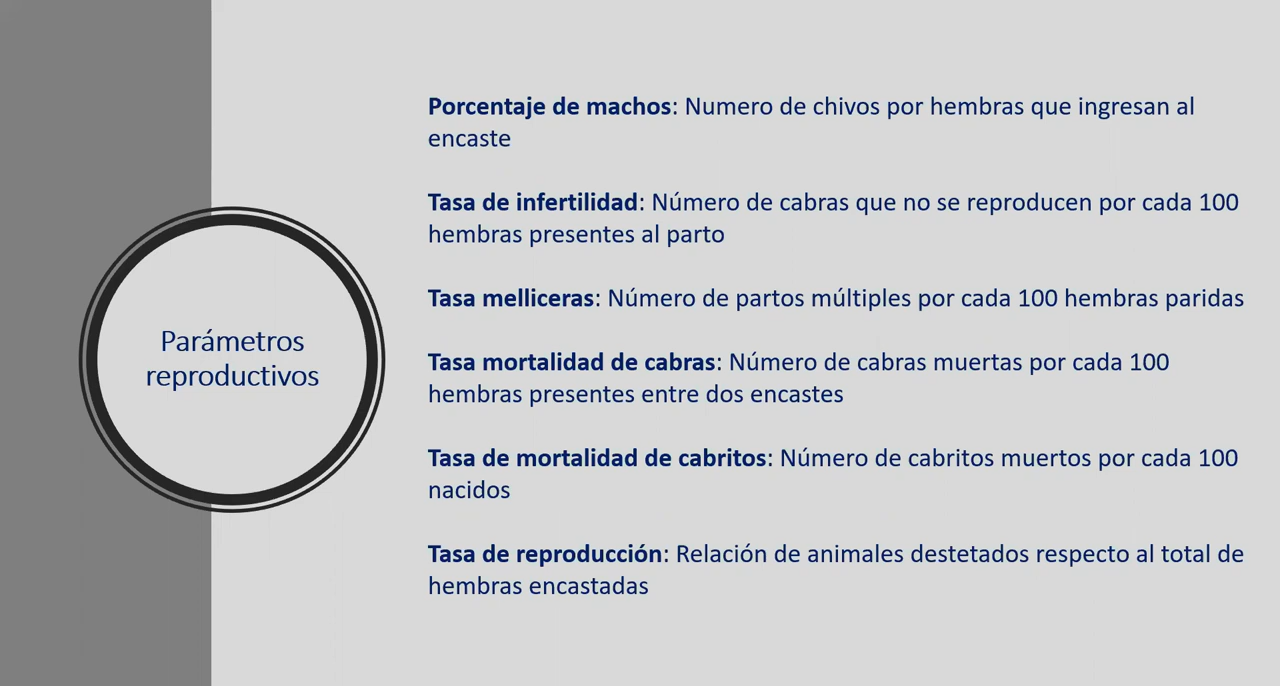 Parámetros
reproductivos
Porcentaje de machos: Numero de chivos por hembras que ingresan al
encaste
Tasa de infertilidad: Número de cabras que no se reproducen por cada 100
hembras presentes al parto
Tasa melliceras: Número de partos múltiples por cada 100 hembras paridas
Tasa mortalidad de cabras: Número de cabras muertas por cada 100
hembras presentes entre dos encastes
Tasa de mortalidad de cabritos: Número de cabritos muertos por cada 100
nacidos
Tasa de reproducción: Relación de animales destetados respecto al total de
hembras encastadas